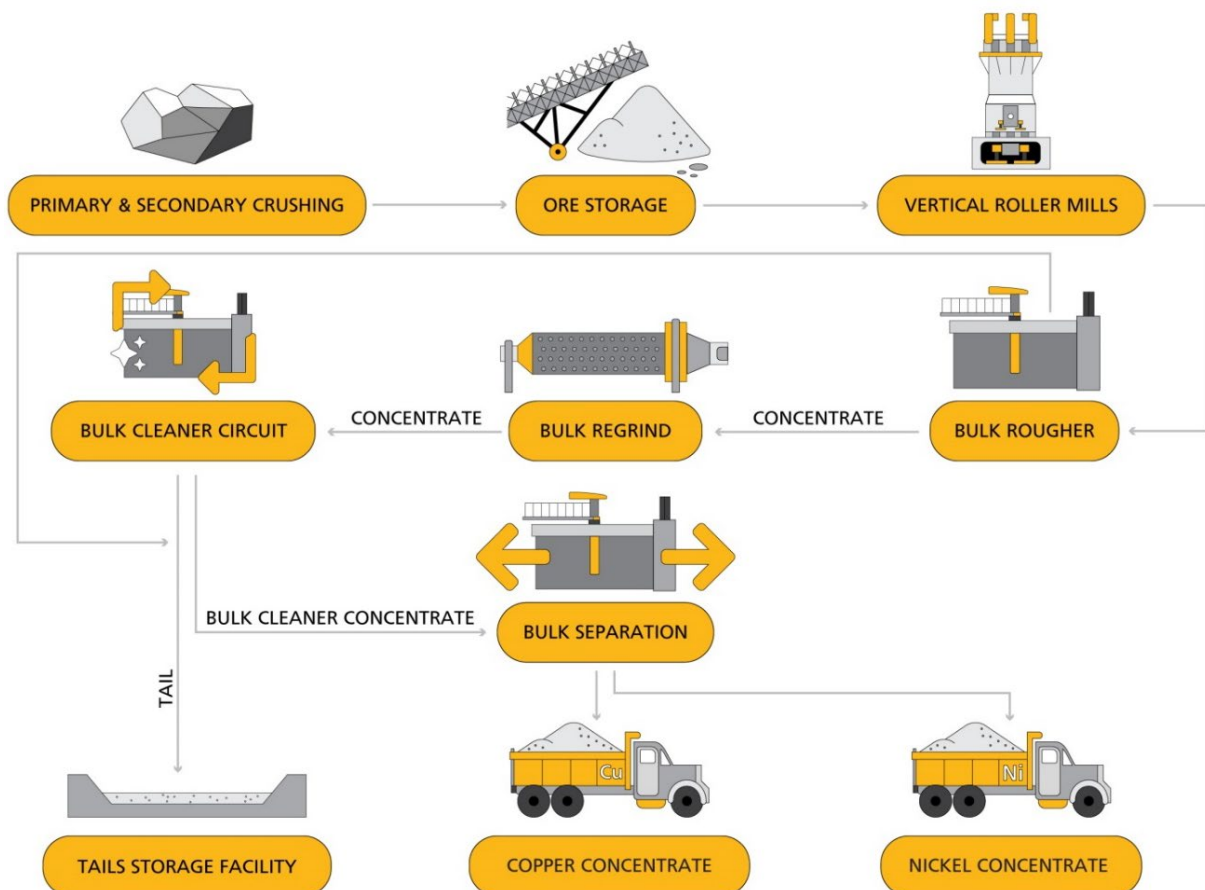 PRIMARY & SECONDARY CRUSHING
ORE STORAGE
VERTICAL ROLLER MILLS
BULK CLEANER CIRCUIT
CONCENTRATE
BULK REGRIND
CONCENTRATE
BULK ROUGHER
BULK CLEANER CONCENTRATE
BULK SEPARATION
TAIL
Cu
Ni
TAILS STORAGE FACILITY
COPPER CONCENTRATE
NICKEL CONCENTRATE